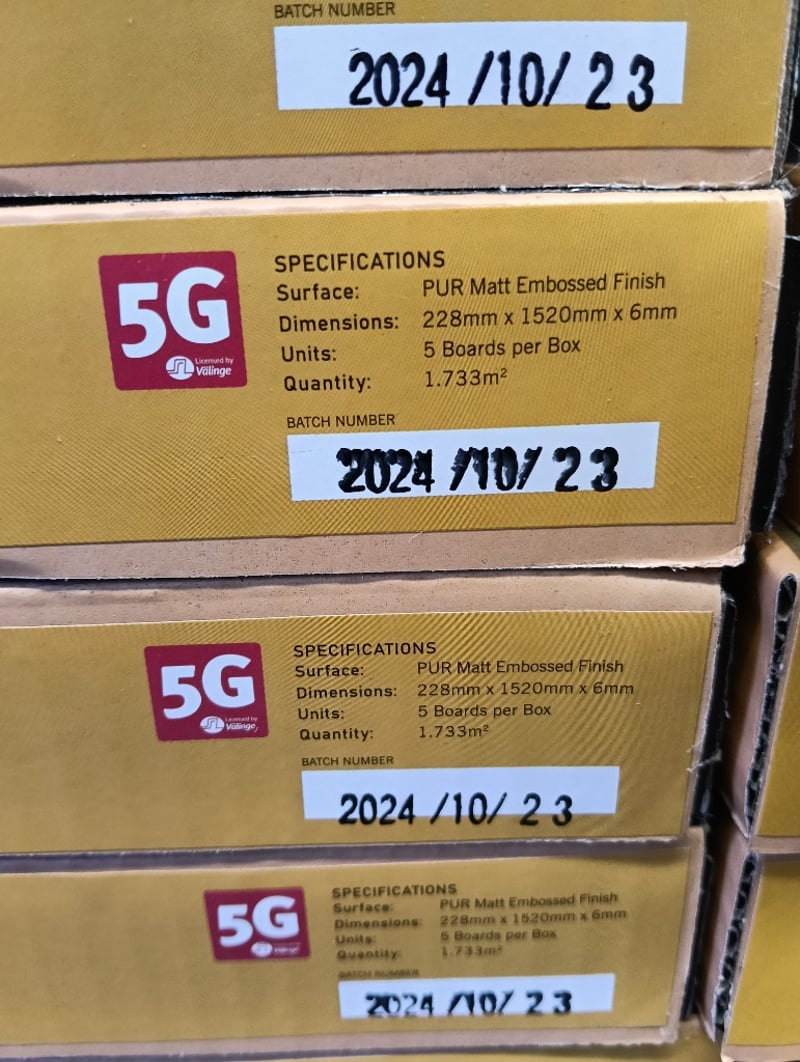 BATCH NUMBER
2024 /10/ 23
5G
Licensed by
Välinge
SPECIFICATIONS
Surface: PUR Matt Embossed Finish
Dimensions: 228mm x 1520mm x 6mm
Units: 5 Boards per Box
Quantity: 1.733m²
BATCH NUMBER
2024 /10/ 23
5G
Licensed by
Välinge
SPECIFICATIONS
Surface: PUR Matt Embossed Finish
Dimensions: 228mm x 1520mm x 6mm
Units: 5 Boards per Box
Quantity: 1.733m²
BATCH NUMBER
2024 /10/ 23
5G
SPECIFICATIONS
Surface: PUR Matt Embossed Finish
Dimensions: 228mm x 1520mm x 6mm
Units: 5 Boards per Box
Quantity: 1.733m²
BATCH NUMBER
2024 /10/ 23